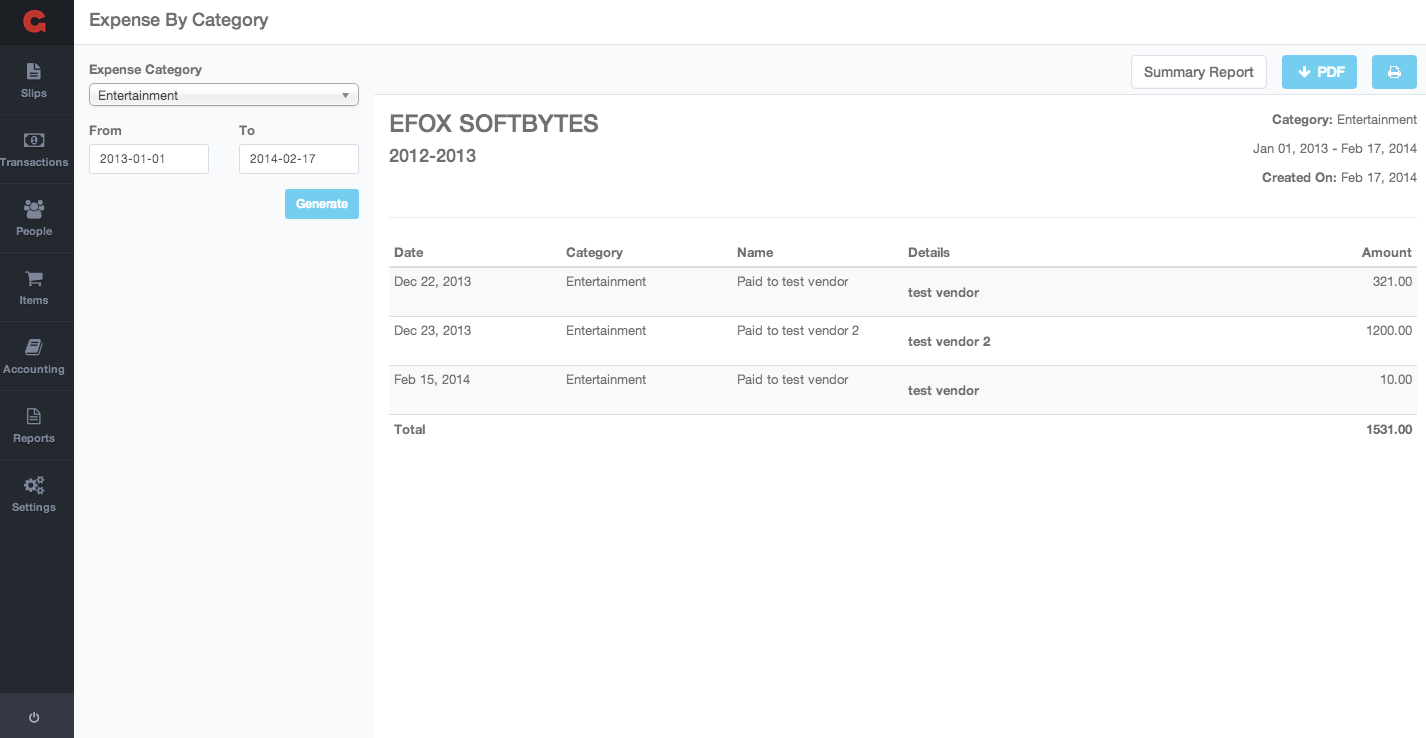 Expense By Category
Slips
Transactions
People
Items
Accounting
Reports
Settings
Expense Category
Entertainment
From To
2013-01-01 2014-02-17
Generate
Summary Report PDF
EFOX SOFTBYTES
2012-2013
Category: Entertainment
Jan 01, 2013 - Feb 17, 2014
Created On: Feb 17, 2014
Date Category Name Details Amount
Dec 22, 2013 Entertainment Paid to test vendor test vendor 321.00
Dec 23, 2013 Entertainment Paid to test vendor 2 test vendor 2 1200.00
Feb 15, 2014 Entertainment Paid to test vendor test vendor 10.00
Total 1531.00